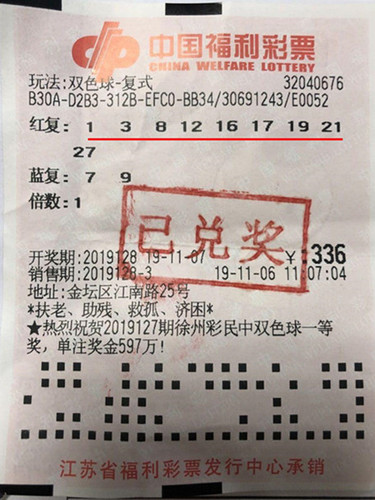 中国福利彩票
CHINA WELFARE LOTTERY
玩法:双色球-复式 32040676
B30A-D2B3-312B-EFC0-BB34/30691243/E0052
红复: 1 3 8 12 16 17 19 21
27
蓝复: 7 9
倍数:1
已兑奖
开奖期:2019128 19-11-07 ￥:336
销售期:2019128-3 19-11-06 11:07:04
地址:金坛区江南路25号
*扶老、助残、救孤、济困*
★热烈祝贺2019127期徐州彩民中双色球一等
奖,单注奖金597万!
江苏省福利彩票发行中心承销